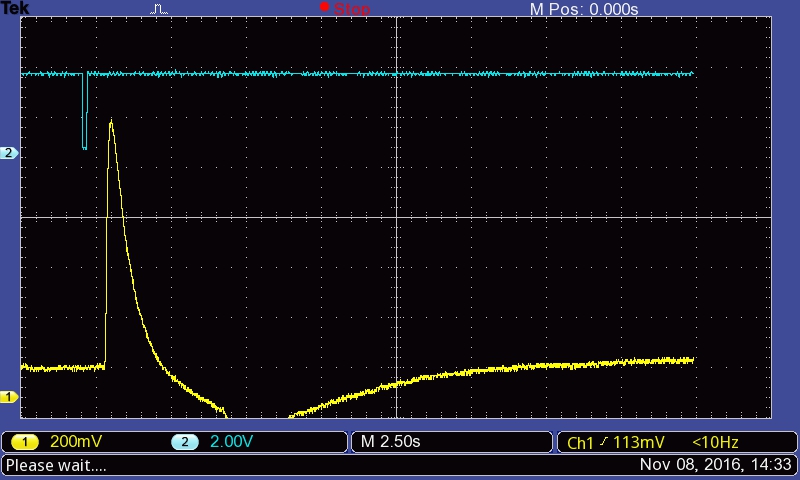 Tek Stop M Pos: 0.000s
2
1
1 200mV 2 2.00V M 2.50s Ch1 113mV <10Hz
Please wait.... Nov 08, 2016, 14:33